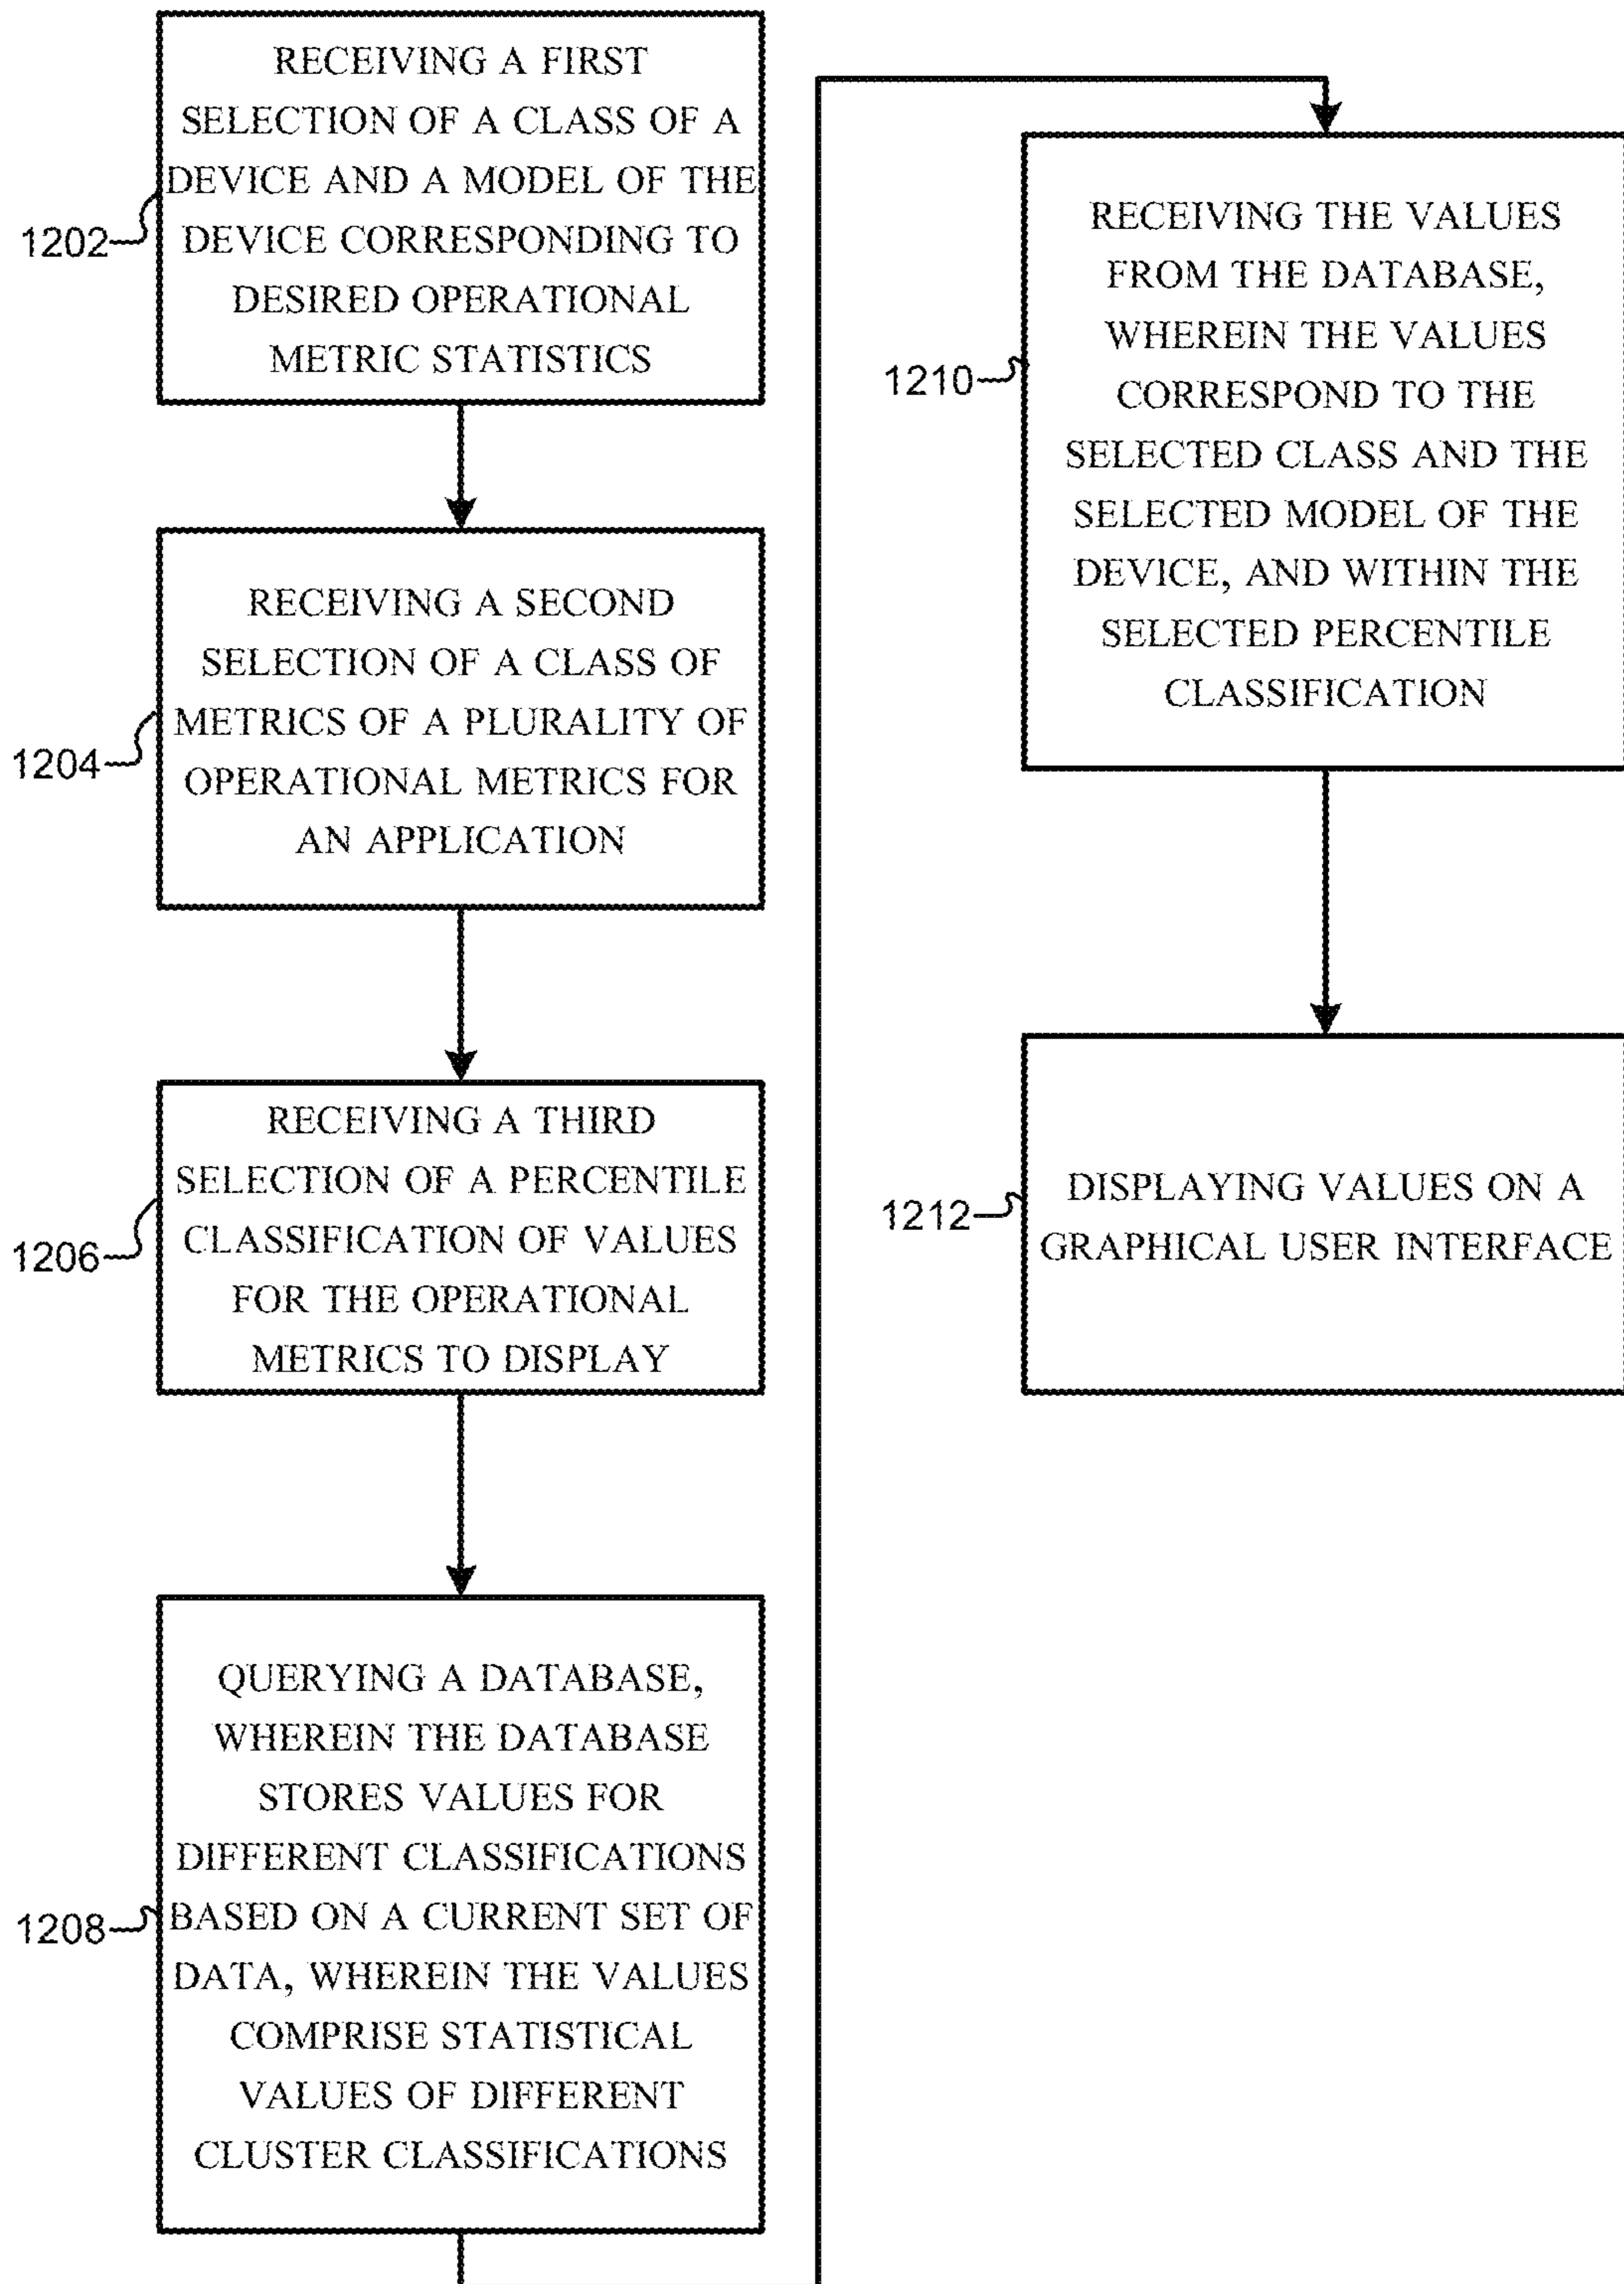 RECEIVING A FIRST
SELECTION OF A CLASS OF A
DEVICE AND A MODEL OF THE
DEVICE CORRESPONDING TO
DESIRED OPERATIONAL
METRIC STATISTICS
1202
RECEIVING A SECOND
SELECTION OF A CLASS OF
METRICS OF A PLURALITY OF
OPERATIONAL METRICS FOR
AN APPLICATION
1204
RECEIVING A THIRD
SELECTION OF A PERCENTILE
CLASSIFICATION OF VALUES
FOR THE OPERATIONAL
METRICS TO DISPLAY
1206
QUERYING A DATABASE,
WHEREIN THE DATABASE
STORES VALUES FOR
DIFFERENT CLASSIFICATIONS
BASED ON A CURRENT SET OF
DATA, WHEREIN THE VALUES
COMPRISE STATISTICAL
VALUES OF DIFFERENT
CLUSTER CLASSIFICATIONS
1208
RECEIVING THE VALUES
FROM THE DATABASE,
WHEREIN THE VALUES
CORRESPOND TO THE
SELECTED CLASS AND THE
SELECTED MODEL OF THE
DEVICE, AND WITHIN THE
SELECTED PERCENTILE
CLASSIFICATION
1210
DISPLAYING VALUES ON A
GRAPHICAL USER INTERFACE
1212